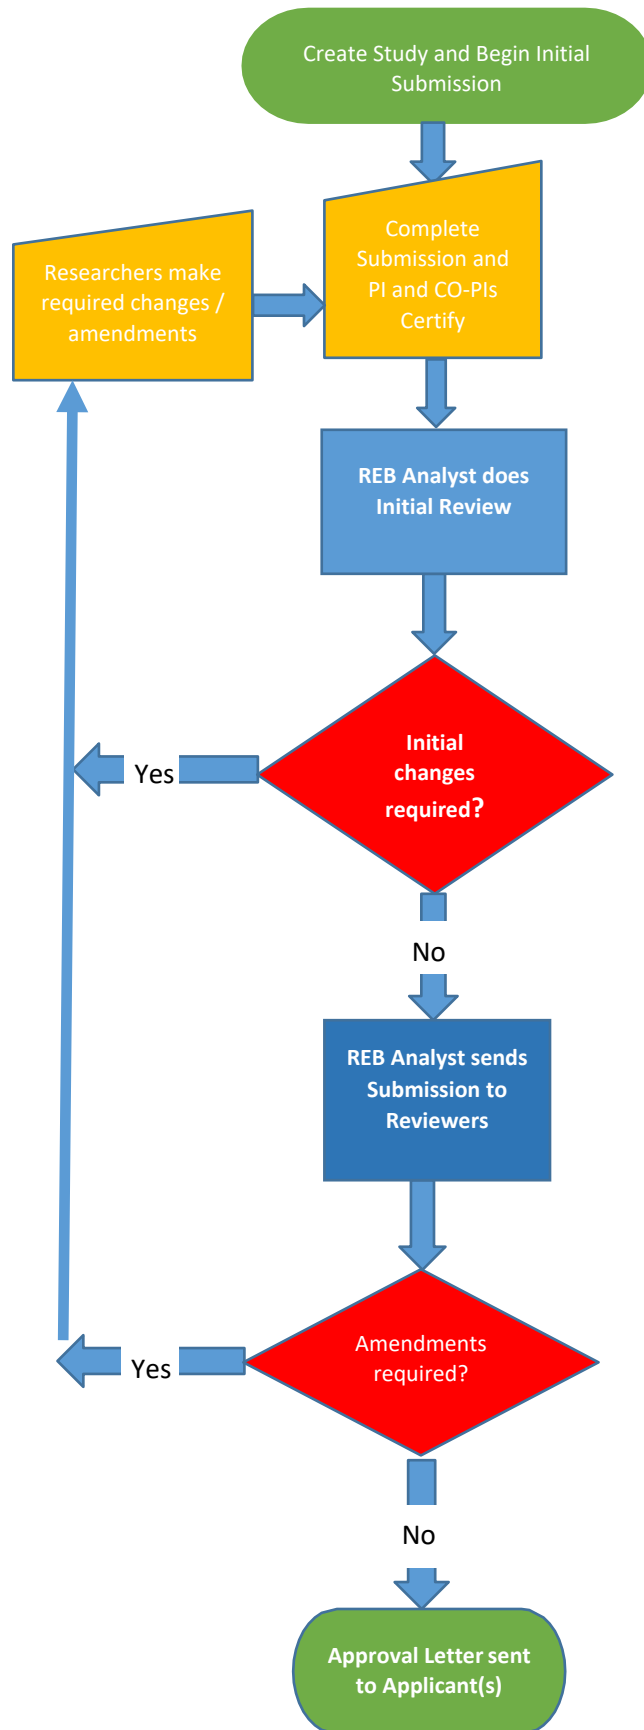 Create Study and Begin Initial
Submission
Complete
Submission and
PI and CO-PIs
Certify
Researchers make
required changes /
amendments
REB Analyst does
Initial Review
Initial
changes
required?
Yes
No
REB Analyst sends
Submission to
Reviewers
Amendments
required?
Yes
No
Approval Letter sent
to Applicant(s)